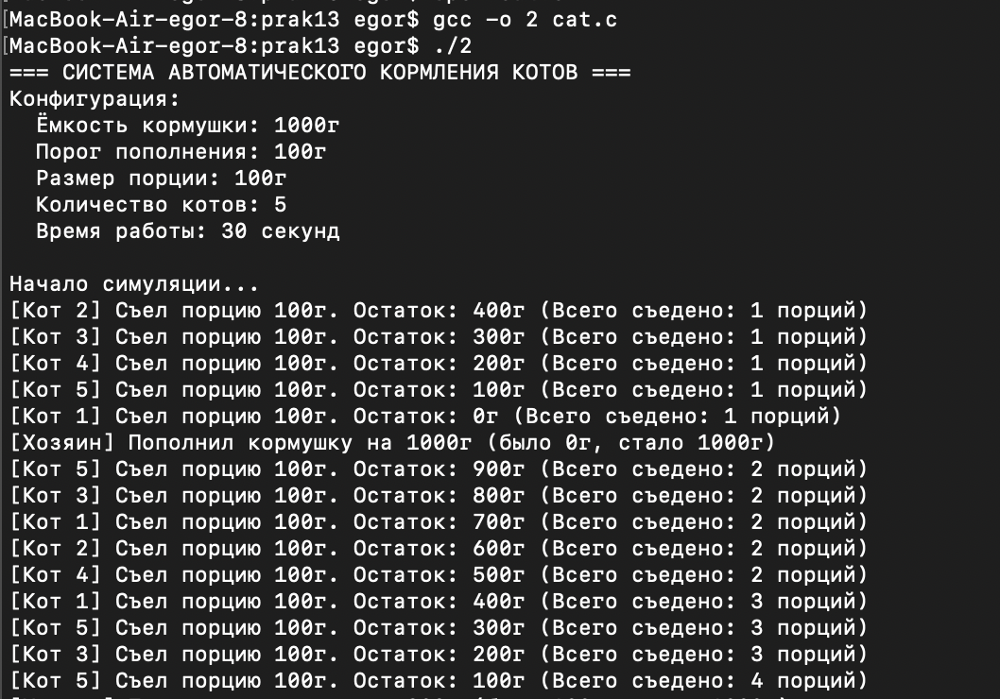 [MacBook-Air-egor-8:prak13 egor$ gcc -o 2 cat.c
[MacBook-Air-egor-8:prak13 egor$ ./2
=== СИСТЕМА АВТОМАТИЧЕСКОГО КОРМЛЕНИЯ КОТОВ ===
Конфигурация:
Ёмкость кормушки: 1000г
Порог пополнения: 100г
Размер порции: 100г
Количество котов: 5
Время работы: 30 секунд
Начало симуляции...
[Кот 2] Съел порцию 100г. Остаток: 400г (Всего съедено: 1 порций)
[Кот 3] Съел порцию 100г. Остаток: 300г (Всего съедено: 1 порций)
[Кот 4] Съел порцию 100г. Остаток: 200г (Всего съедено: 1 порций)
[Кот 5] Съел порцию 100г. Остаток: 100г (Всего съедено: 1 порций)
[Кот 1] Съел порцию 100г. Остаток: 0г (Всего съедено: 1 порций)
[Хозяин] Пополнил кормушку на 1000г (было 0г, стало 1000г)
[Кот 5] Съел порцию 100г. Остаток: 900г (Всего съедено: 2 порций)
[Кот 3] Съел порцию 100г. Остаток: 800г (Всего съедено: 2 порций)
[Кот 1] Съел порцию 100г. Остаток: 700г (Всего съедено: 2 порций)
[Кот 2] Съел порцию 100г. Остаток: 600г (Всего съедено: 2 порций)
[Кот 4] Съел порцию 100г. Остаток: 500г (Всего съедено: 2 порций)
[Кот 1] Съел порцию 100г. Остаток: 400г (Всего съедено: 3 порций)
[Кот 5] Съел порцию 100г. Остаток: 300г (Всего съедено: 3 порций)
[Кот 3] Съел порцию 100г. Остаток: 200г (Всего съедено: 3 порций)
[Кот 5] Съел порцию 100г. Остаток: 100г (Всего съедено: 4 порций)